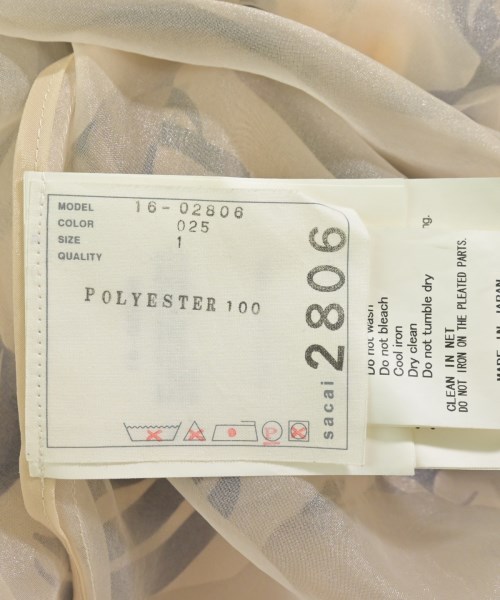 MODEL 16-02806
COLOR 025
SIZE 1
QUALITY
POLYESTER 100
sacai 2806
P
Do not wash
Do not bleach
Cool iron
Dry clean
Do not tumble dry
CLEAN IN NET
DO NOT IRON ON THE PLEATED PARTS.
MADE IN JAPAN